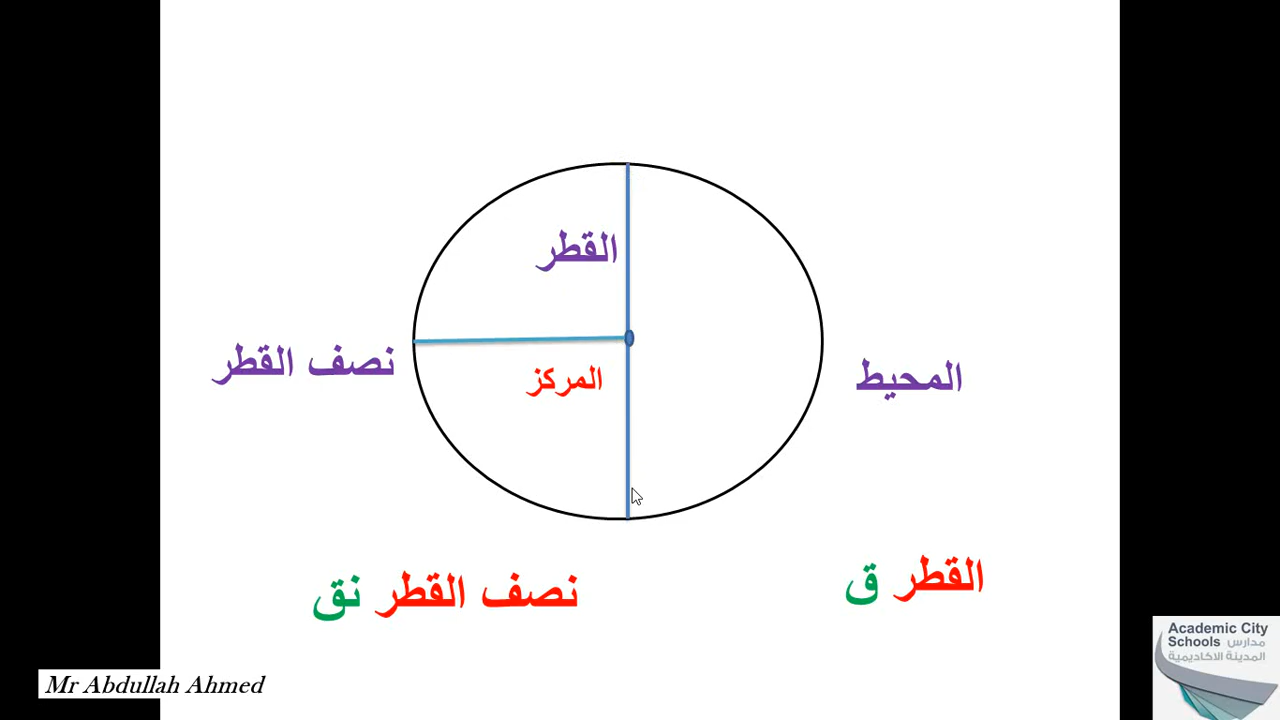 القطر
نصف القطر
المركز
المحيط
القطر ق
نصف القطر نق
Mr Abdullah Ahmed
Academic City
Schools مدارس
المدينة الاكاديمية